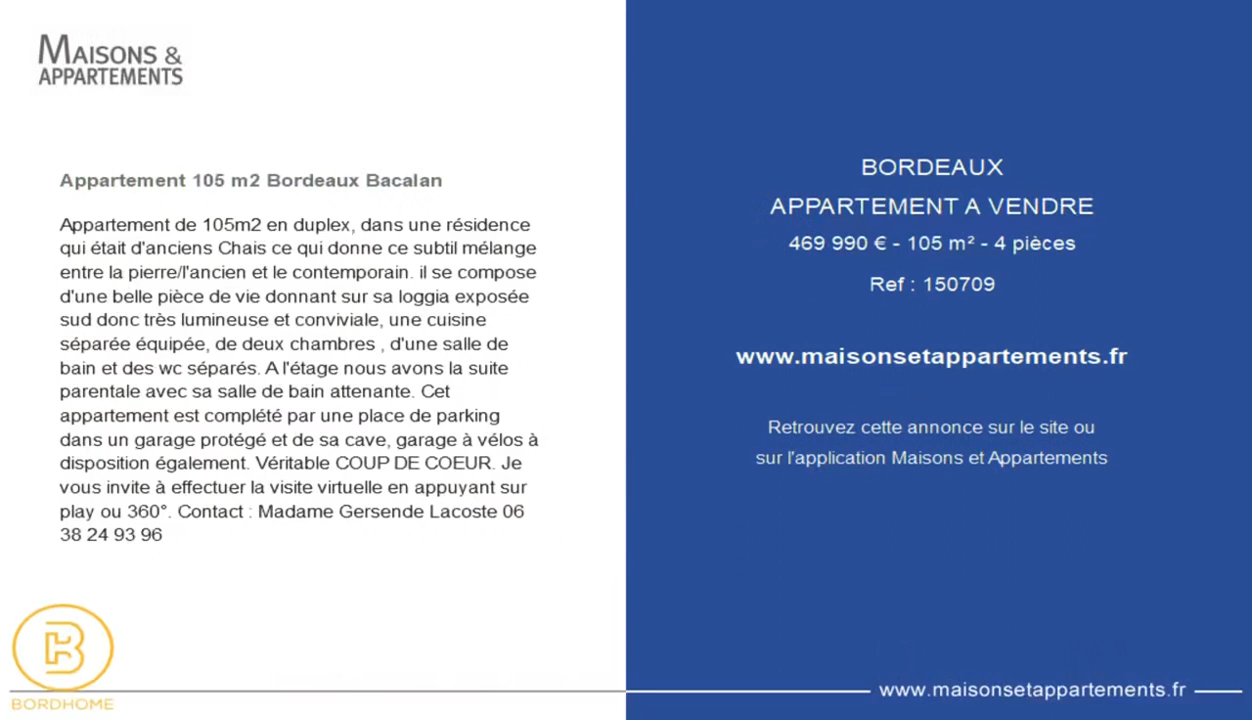 MAISONS &
APPARTEMENTS
Appartement 105 m2 Bordeaux Bacalan
Appartement de 105m2 en duplex, dans une résidence
qui était d'anciens Chais ce qui donne ce subtil mélange
entre la pierre/l'ancien et le contemporain. il se compose
d'une belle pièce de vie donnant sur sa loggia exposée
sud donc très lumineuse et conviviale, une cuisine
séparée équipée, de deux chambres , d'une salle de
bain et des wc séparés. A l'étage nous avons la suite
parentale avec sa salle de bain attenante. Cet
appartement est complété par une place de parking
dans un garage protégé et de sa cave, garage à vélos à
disposition également. Véritable COUP DE COEUR. Je
vous invite à effectuer la visite virtuelle en appuyant sur
play ou 360°. Contact : Madame Gersende Lacoste 06
38 24 93 96
BORDHOME
BORDEAUX
APPARTEMENT A VENDRE
469 990 € - 105 m² - 4 pièces
Ref : 150709
www.maisonsetappartements.fr
Retrouvez cette annonce sur le site ou
sur l'application Maisons et Appartements
www.maisonsetappartements.fr